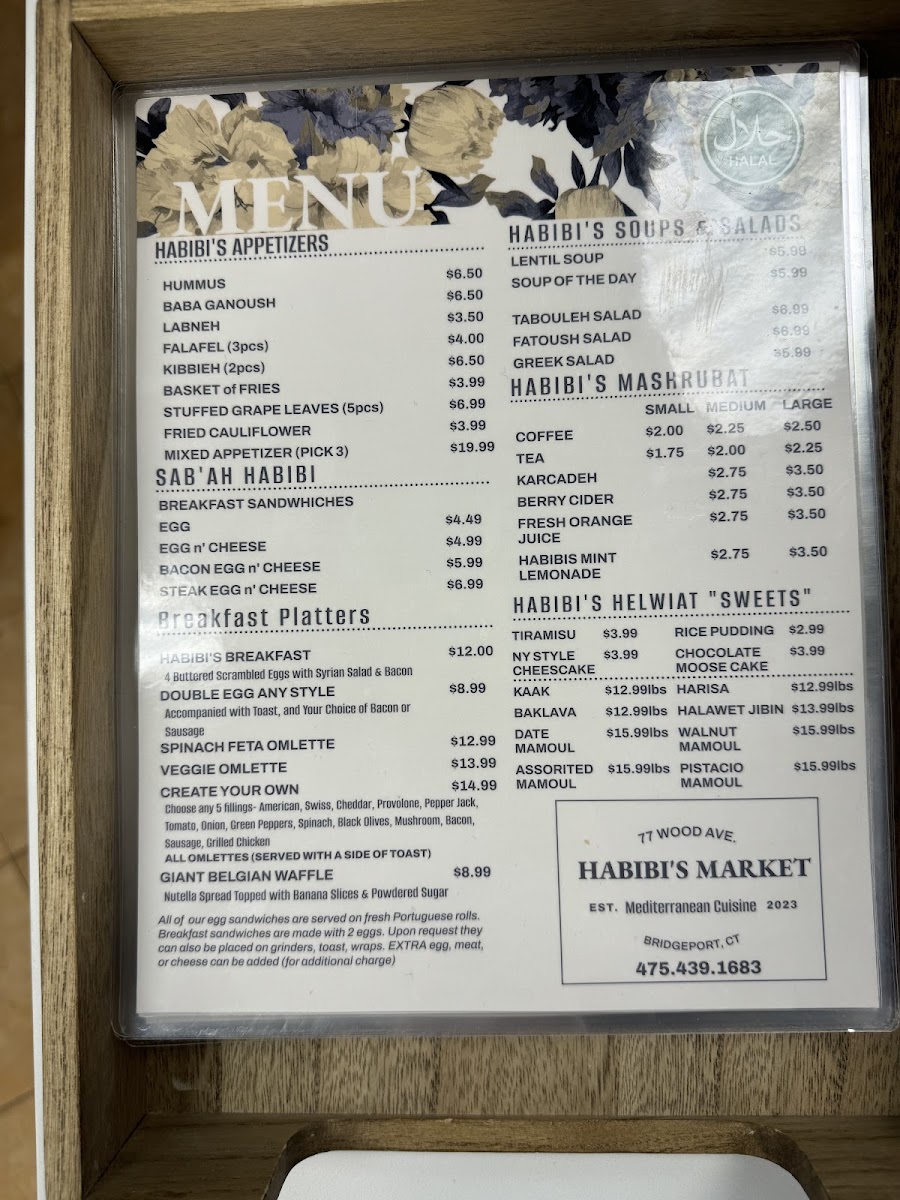 MENU
حلال
HALAL
HABIBI'S APPETIZERS
HUMMUS $6.50
BABA GANOUSH $6.50
LABNEH $3.50
FALAFEL (3pcs) $4.00
KIBBIEH (2pcs) $6.50
BASKET of FRIES $3.99
STUFFED GRAPE LEAVES (5pcs) $6.99
FRIED CAULIFLOWER $3.99
MIXED APPETIZER (PICK 3) $19.99
SAB'AH HABIBI
BREAKFAST SANDWHICHES
EGG $4.49
EGG n' CHEESE $4.99
BACON EGG n' CHEESE $5.99
STEAK EGG n' CHEESE $6.99
Breakfast Platters
HABIBI'S BREAKFAST $12.00
4 Buttered Scrambled Eggs with Syrian Salad & Bacon
DOUBLE EGG ANY STYLE $8.99
Accompanied with Toast, and Your Choice of Bacon or
Sausage
SPINACH FETA OMLETTE $12.99
VEGGIE OMLETTE $13.99
CREATE YOUR OWN $14.99
Choose any 5 fillings- American, Swiss, Cheddar, Provolone, Pepper Jack,
Tomato, Onion, Green Peppers, Spinach, Black Olives, Mushroom, Bacon,
Sausage, Grilled Chicken
ALL OMLETTES (SERVED WITH A SIDE OF TOAST)
GIANT BELGIAN WAFFLE $8.99
Nutella Spread Topped with Banana Slices & Powdered Sugar
All of our egg sandwiches are served on fresh Portuguese rolls.
Breakfast sandwiches are made with 2 eggs. Upon request they
can also be placed on grinders, toast, wraps. EXTRA egg, meat,
or cheese can be added (for additional charge)
HABIBI'S SOUPS & SALADS
LENTIL SOUP $5.99
SOUP OF THE DAY $5.99
TABOULEH SALAD $6.99
FATOUSH SALAD $6.99
GREEK SALAD $5.99
HABIBI'S MASHRUBAT
SMALL MEDIUM LARGE
COFFEE $2.00 $2.25 $2.50
TEA $1.75 $2.00 $2.25
KARCADEH $2.75 $3.50
BERRY CIDER $2.75 $3.50
FRESH ORANGE $2.75 $3.50
JUICE
HABIBIS MINT $2.75 $3.50
LEMONADE
HABIBI'S HELWIAT "SWEETS"
TIRAMISU $3.99 RICE PUDDING $2.99
NY STYLE $3.99 CHOCOLATE $3.99
CHEESCAKE MOOSE CAKE
KAAK $12.99lbs HARISA $12.99lbs
BAKLAVA $12.99lbs HALAWET JIBIN $13.99lbs
DATE $15.99lbs WALNUT $15.99lbs
MAMOUL MAMOUL
ASSORTED $15.99lbs PISTACIO $15.99lbs
MAMOUL MAMOUL
77 WOOD AVE.
HABIBI'S MARKET
EST. Mediterranean Cuisine 2023
BRIDGEPORT, CT
475.439.1683